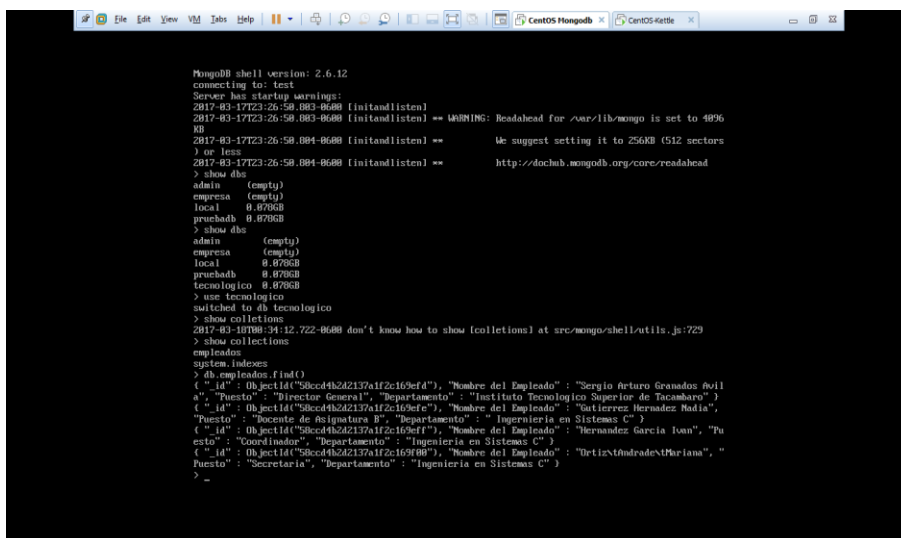 File Edit View VM Tabs Help CentOS Mongodb × CentOS-Kettle ×
MongoDB shell version: 2.6.12
connecting to: test
Server has startup warnings:
2017-03-17T23:26:50.803-0600 [initandlisten]
2017-03-17T23:26:50.803-0600 [initandlisten] ** WARNING: Readahead for /var/lib/mongo is set to 4096
KB
2017-03-17T23:26:50.804-0600 [initandlisten] **          We suggest setting it to 256KB (512 sectors
) or less
2017-03-17T23:26:50.804-0600 [initandlisten] **          http://dochub.mongodb.org/core/readahead
> show dbs
admin     (empty)
empresa   (empty)
local     0.078GB
pruebadb  0.078GB
> show dbs
admin        (empty)
empresa      (empty)
local        0.078GB
pruebadb     0.078GB
tecnologico  0.078GB
> use tecnologico
switched to db tecnologico
> show colletions
2017-03-18T00:34:12.722-0600 don't know how to show [colletions] at src/mongo/shell/utils.js:729
> show collections
empleados
system.indexes
> db.empleados.find()
{ "_id" : ObjectId("58ccd4b2d2137a1f2c169efd"), "Nombre del Empleado" : "Sergio Arturo Granados Avil
a", "Puesto" : "Director General", "Departamento" : "Instituto Tecnologico Superior de Tacambaro" }
{ "_id" : ObjectId("58ccd4b2d2137a1f2c169efe"), "Nombre del Empleado" : "Gutierrez Hernadez Nadia",
"Puesto" : "Docente de Asignatura B", "Departamento" : " Ingernieria en Sistemas C" }
{ "_id" : ObjectId("58ccd4b2d2137a1f2c169eff"), "Nombre del Empleado" : "Hernandez Garcia Ivan", "Pu
esto" : "Coordinador", "Departamento" : "Ingenieria en Sistemas C" }
{ "_id" : ObjectId("58ccd4b2d2137a1f2c169f00"), "Nombre del Empleado" : "Ortiz\tAndrade\tMariana", "
Puesto" : "Secretaria", "Departamento" : "Ingenieria en Sistemas C" }
> _